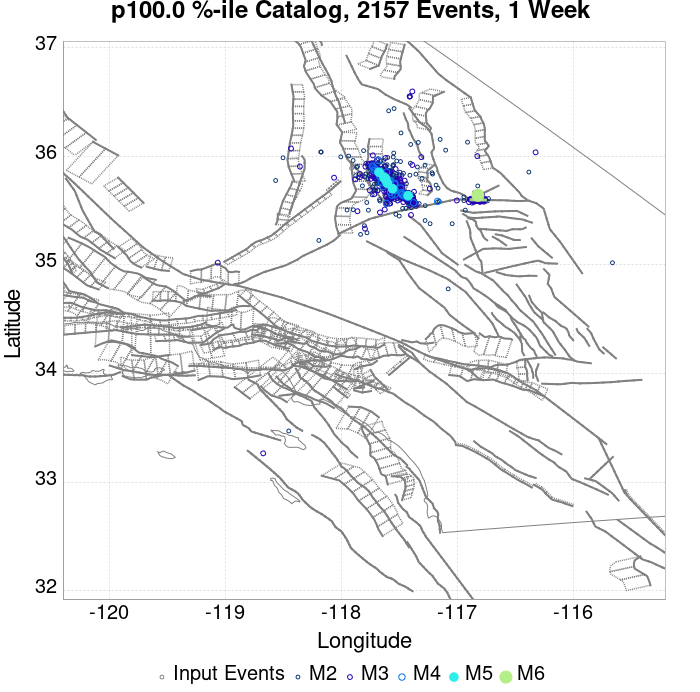 p100.0 %-ile Catalog, 2157 Events, 1 Week
37
36
35
34
33
32
Latitude
-120 -119 -118 -117 -116
Longitude
Input Events M2 M3 M4 M5 M6